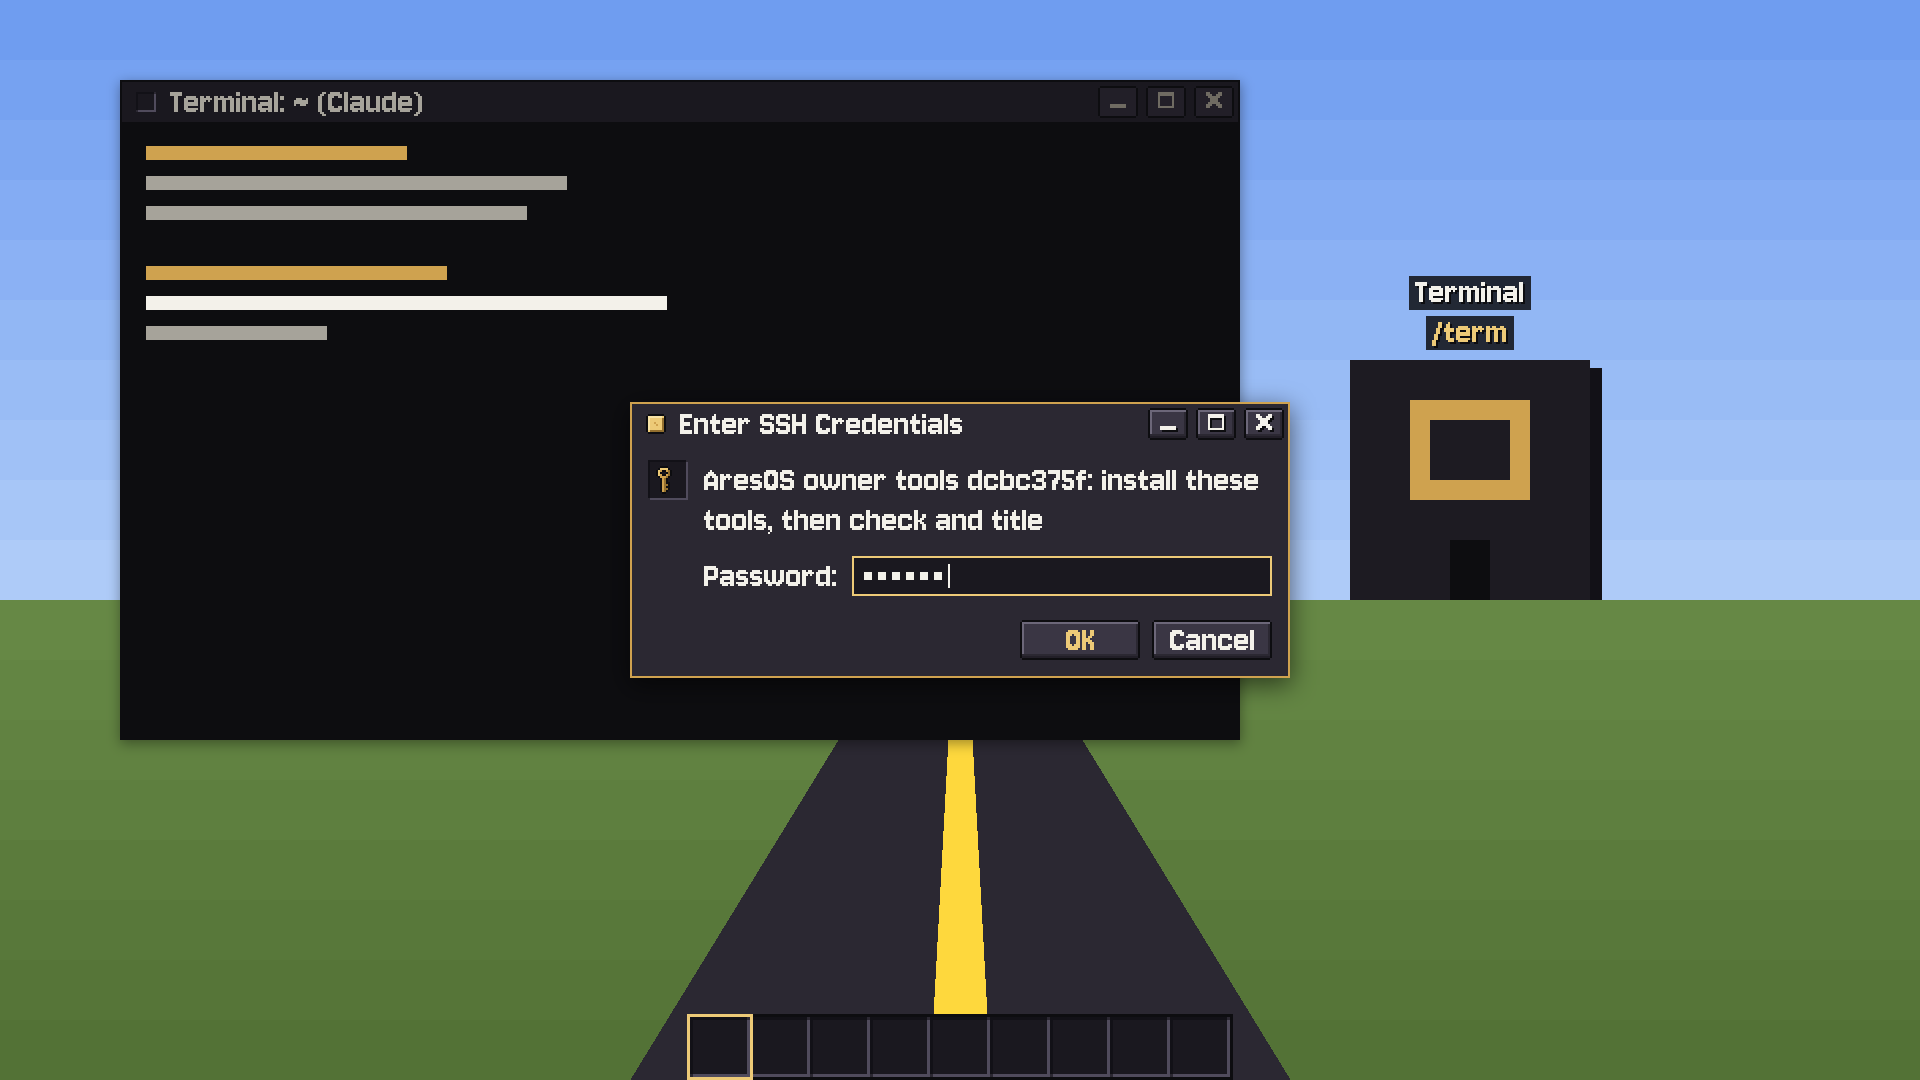 Terminal: ~ (Claude)
Terminal
/term
Enter SSH Credentials
AresOS owner tools dcbc375f: install these
tools, then check and title
Password:
OK
Cancel